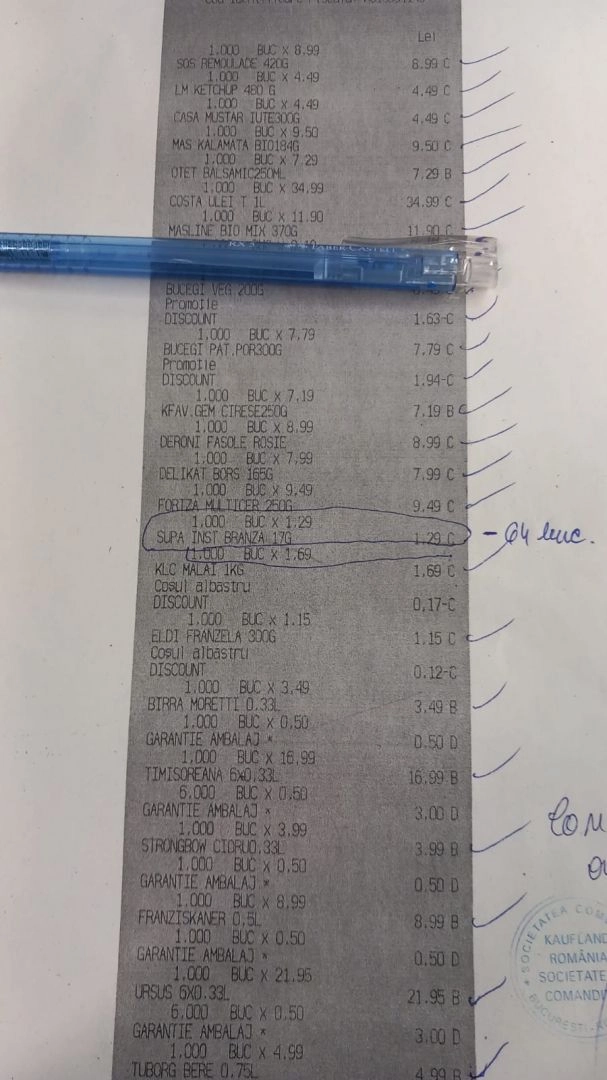 Lei
1.000 BUC x 8.99
SOS REMOULADE 420G 8.99 C
1.000 BUC x 4.49
LM KETCHUP 480 G 4.49 C
1.000 BUC x 4.49
CASA MUSTAR IUTE300G 4.49 C
1.000 BUC x 9.50
MAS KALAMATA BIO184G 9.50 C
1.000 BUC x 7.29
OTET BALSAMIC250ML 7.29 B
1.000 BUC x 34.99
COSTA ULEI T 1L 34.99 C
1.000 BUC x 11.90
MASLINE BIO MIX 370G 11.90 C
FABER-CASTELL
BUCEGI VEG.200G
Promotie
DISCOUNT 1.63-C
1.000 BUC x 7.79
BUCEGI PAT.POR300G 7.79 C
Promotie
DISCOUNT 1.94-C
1.000 BUC x 7.19
KFAV.GEM CIRESE250G 7.19 B
1.000 BUC x 8.99
DERONI FASOLE ROSIE 8.99 C
1.000 BUC x 7.99
DELIKAT BORS 165G 7.99 C
1.000 BUC x 9.49
FORTZA MULTICER 250G 9.49 C
1.000 BUC x 1.29
SUPA INST BRANZA 17G 1.29 C - 64 buc.
1.000 BUC x 1.69
KLC MALAI 1KG 1.69 C
Cosul albastru
DISCOUNT 0.17-C
1.000 BUC x 1.15
ELDI FRANZELA 300G 1.15 C
Cosul albastru
DISCOUNT 0.12-C
1.000 BUC x 3.49
BIRRA MORETTI 0.33L 3.49 B
1.000 BUC x 0.50
GARANTIE AMBALAJ * 0.50 D
1.000 BUC x 16.99
TIMISOREANA 6x0.33L 16.99 B
6.000 BUC x 0.50
GARANTIE AMBALAJ * 3.00 D
1.000 BUC x 3.99
STRONGBOW CIDRU0.33L 3.99 B
1.000 BUC x 0.50
GARANTIE AMBALAJ * 0.50 D
1.000 BUC x 8.99
FRANZISKANER 0.5L 8.99 B
1.000 BUC x 0.50
GARANTIE AMBALAJ * 0.50 D
1.000 BUC x 21.95
URSUS 6X0.33L 21.95 B
6.000 BUC x 0.50
GARANTIE AMBALAJ * 3.00 D
1.000 BUC x 4.99
TUBORG BERE 0.75L 4.99 B
SOCIETATEA COM
KAUFLAND
ROMÂNIA
SOCIETATE
COMANDI
BUCUREȘTI